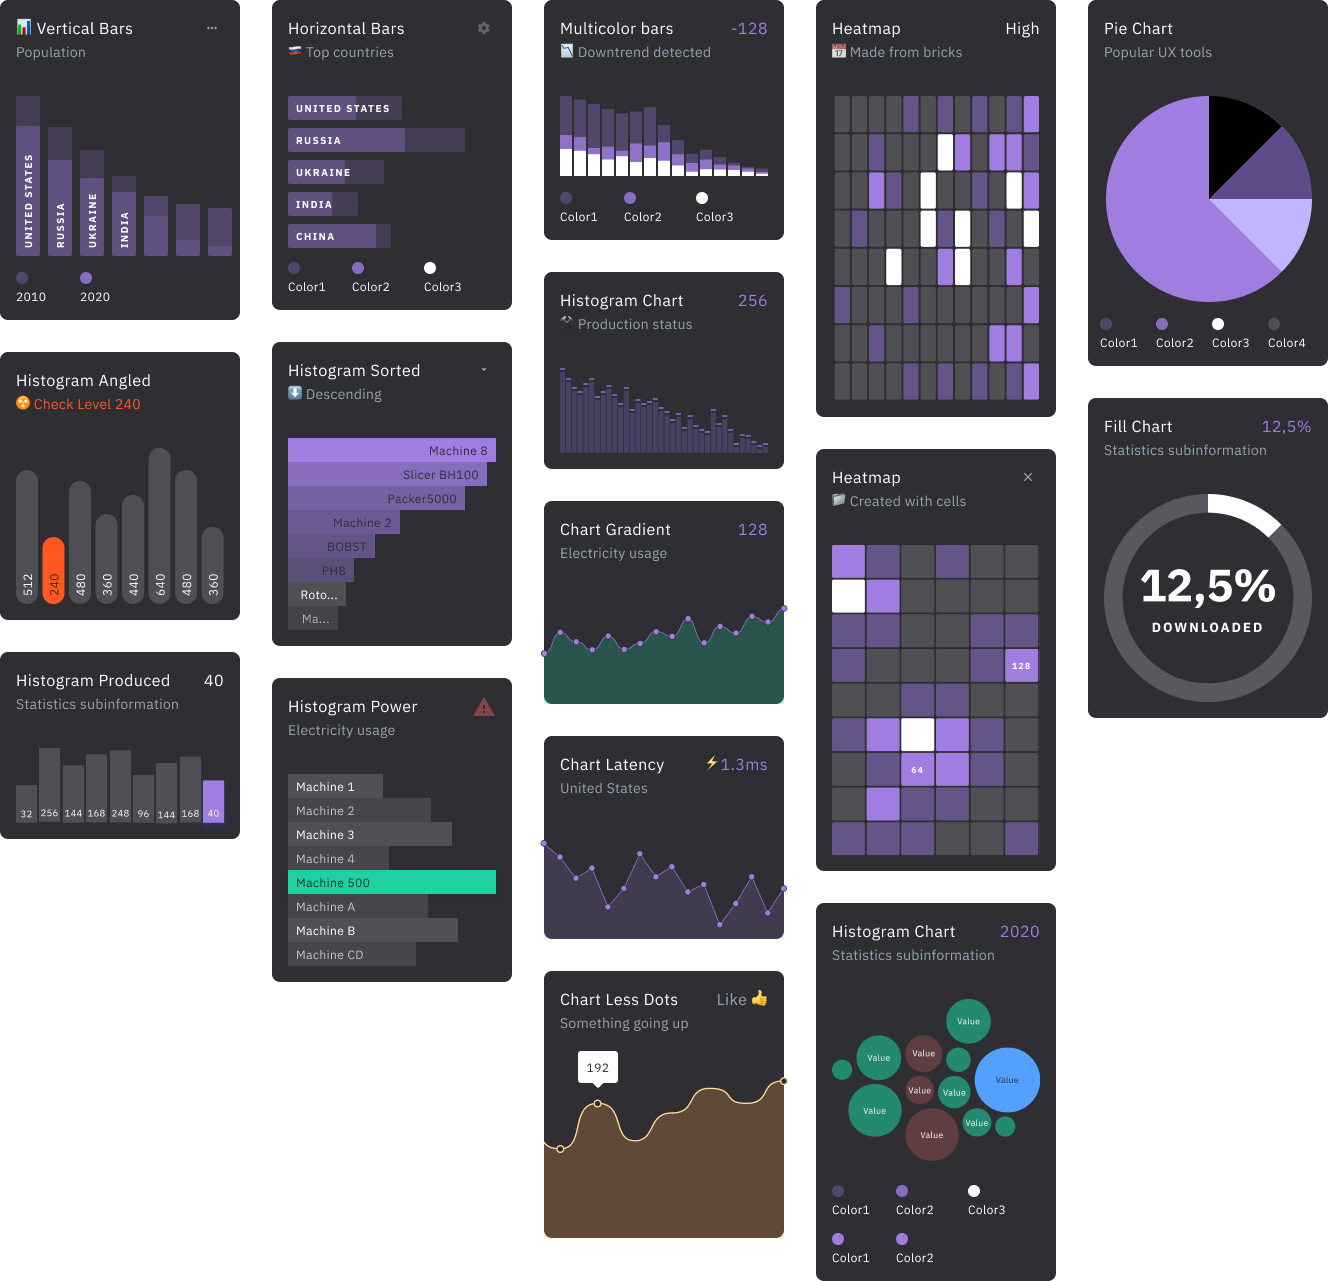 Vertical Bars
Population
UNITED STATES
RUSSIA
UKRAINE
INDIA
2010
2020
Histogram Angled
Check Level 240
512
240
480
360
440
640
480
360
Histogram Produced
40
Statistics subinformation
32
256
144
168
248
96
144
168
40
Horizontal Bars
Top countries
UNITED STATES
RUSSIA
UKRAINE
INDIA
CHINA
Color1
Color2
Color3
Histogram Sorted
Descending
Machine 8
Slicer BH100
Packer5000
Machine 2
BOBST
PH8
Roto...
Ma...
Histogram Power
Electricity usage
Machine 1
Machine 2
Machine 3
Machine 4
Machine 500
Machine A
Machine B
Machine CD
Multicolor bars
-128
Downtrend detected
Color1
Color2
Color3
Histogram Chart
256
Production status
Chart Gradient
128
Electricity usage
Chart Latency
1.3ms
United States
Chart Less Dots
Like
Something going up
192
Heatmap
High
Made from bricks
Heatmap
Created with cells
128
64
Histogram Chart
2020
Statistics subinformation
Value
Value
Value
Value
Value
Value
Value
Value
Value
Color1
Color2
Color3
Color1
Color2
Pie Chart
Popular UX tools
Color1
Color2
Color3
Color4
Fill Chart
12,5%
Statistics subinformation
12,5%
DOWNLOADED